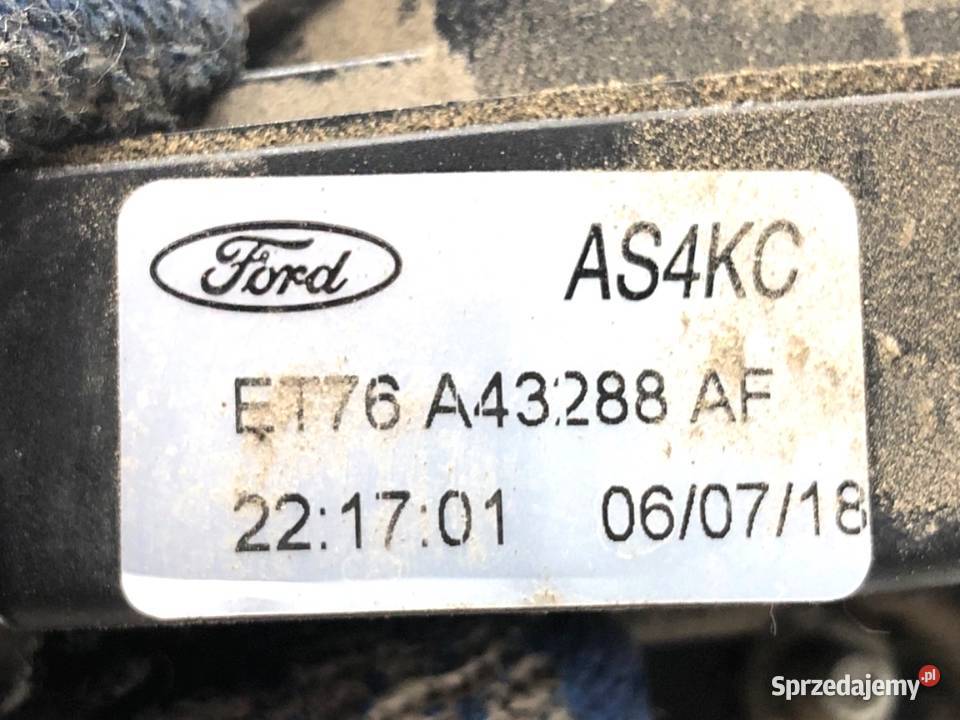 Ford AS4KC
ET76 A43288 AF
22:17:01 06/07/18
Sprzedajemy.pl